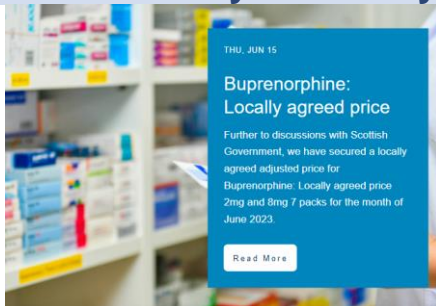 THU, JUN 15
Buprenorphine:
Locally agreed price
Further to discussions with Scottish
Government, we have secured a locally
agreed adjusted price for
Buprenorphine: Locally agreed price
2mg and 8mg 7 packs for the month of
June 2023.
Read More